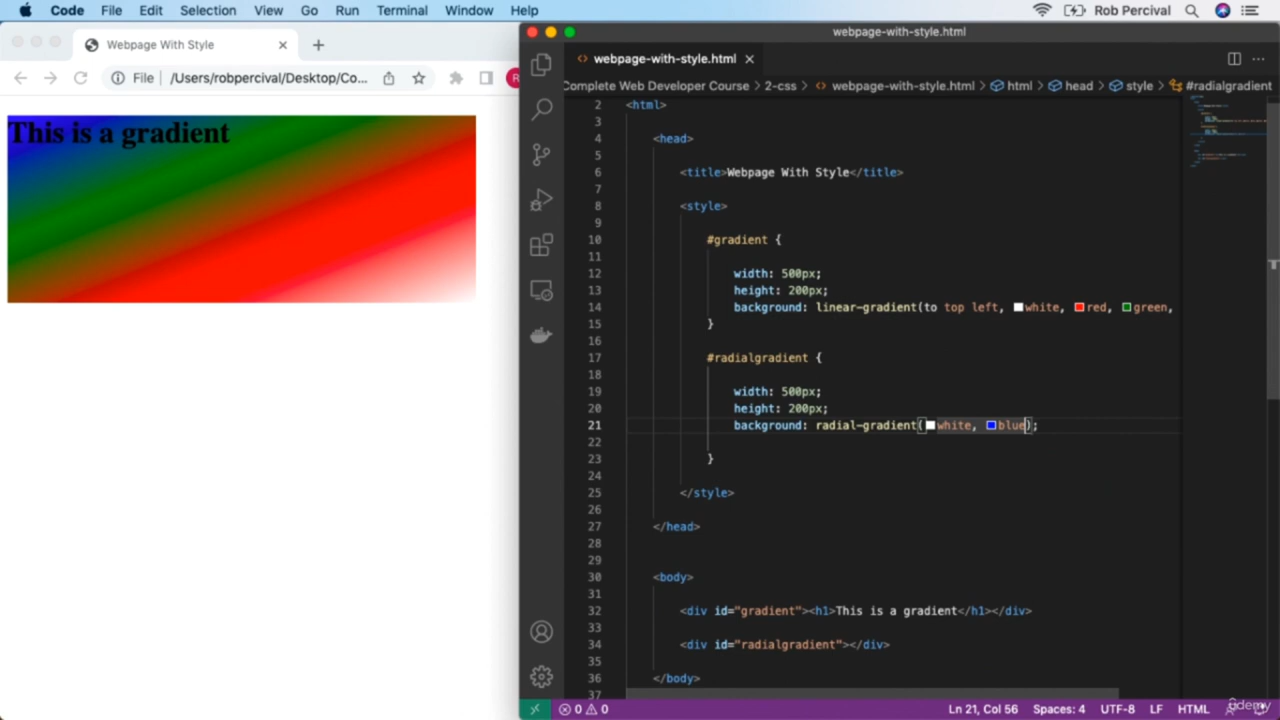 Code File Edit Selection View Go Run Terminal Window Help Rob Percival
Webpage With Style
File /Users/robpercival/Desktop/Co... R
This is a gradient
webpage-with-style.html
webpage-with-style.html
Complete Web Developer Course > 2-css > webpage-with-style.html > html > head > style > #radialgradient
2 <html>
3
4 <head>
5
6 <title>Webpage With Style</title>
7
8 <style>
9
10 #gradient {
11
12 width: 500px;
13 height: 200px;
14 background: linear-gradient(to top left, white, red, green,
15 }
16
17 #radialgradient {
18
19 width: 500px;
20 height: 200px;
21 background: radial-gradient(white, blue);
22
23 }
24
25 </style>
26
27 </head>
28
29
30 <body>
31
32 <div id="gradient"><h1>This is a gradient</h1></div>
33
34 <div id="radialgradient"></div>
35
36 </body>
37
0 0 Ln 21, Col 56 Spaces: 4 UTF-8 LF HTML
udemy